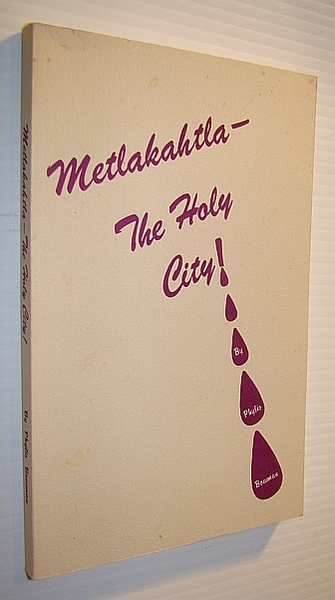 Metlakahtla—
The Holy
City!
By
Phylis
Bowman
Metlakahtla — The Holy City! By Phylis Bowman